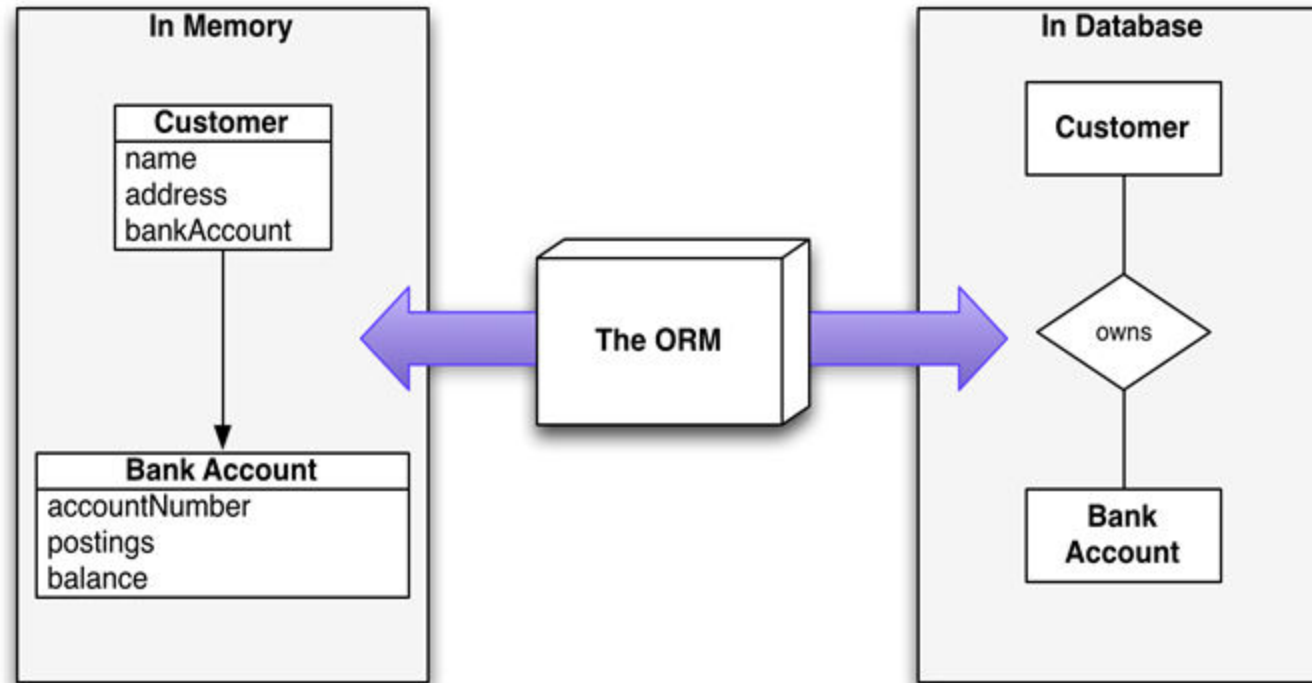 In Memory
Customer
name
address
bankAccount
Bank Account
accountNumber
postings
balance
The ORM
In Database
Customer
owns
Bank
Account